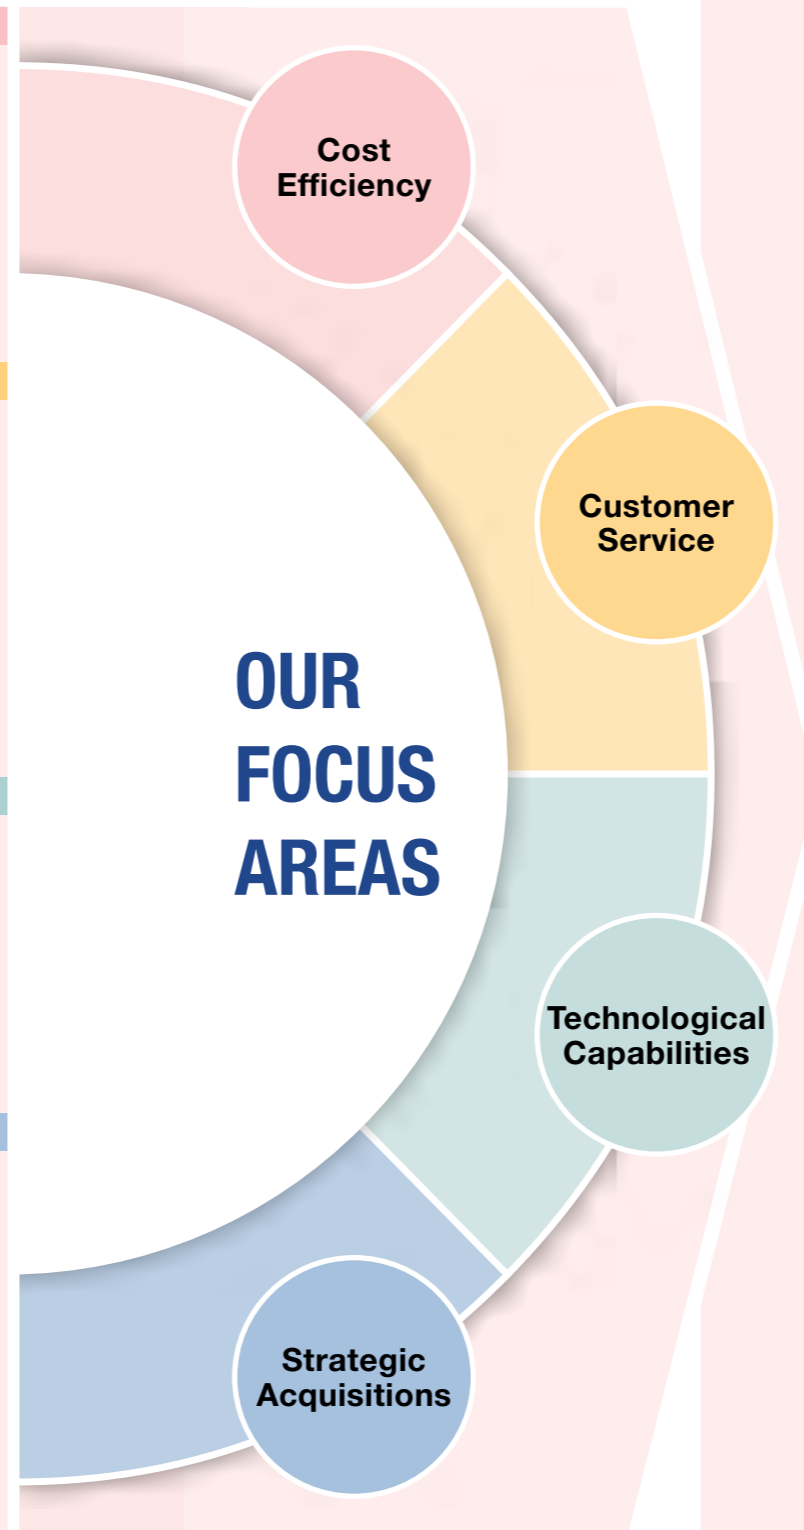 Cost
Efficiency
Customer
Service
OUR
FOCUS
AREAS
Technological
Capabilities
Strategic
Acquisitions